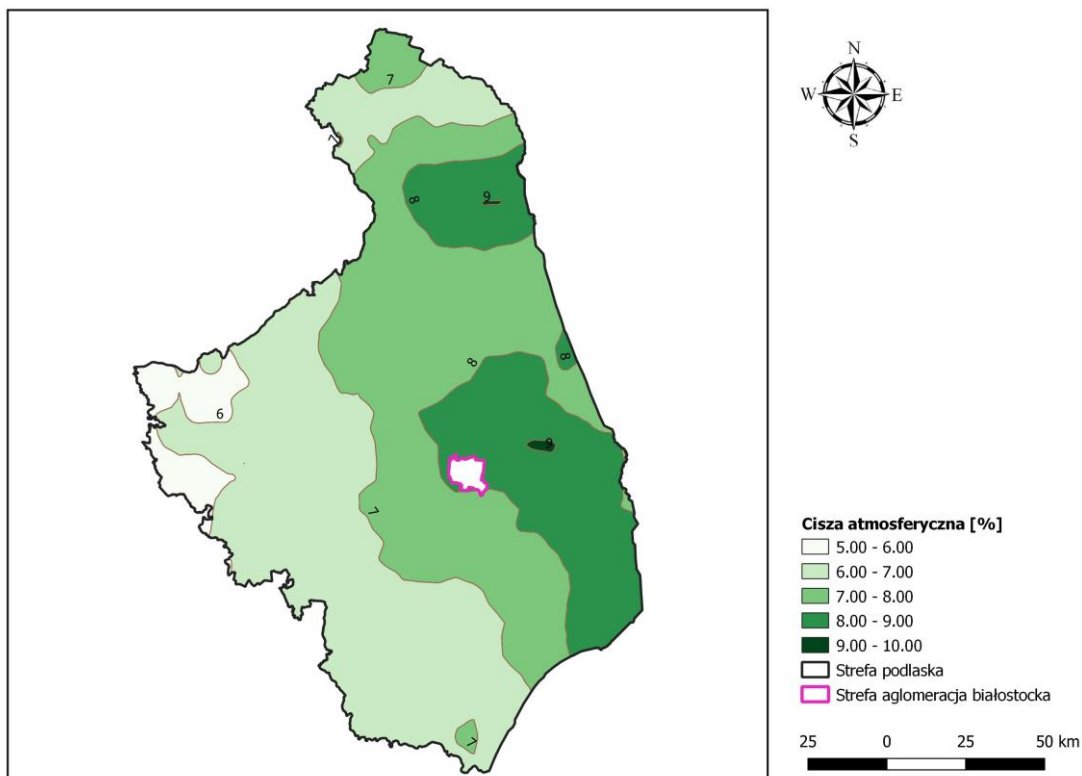 N
W E
S
7
7
8
9
8
8
6
9
7
7
Cisza atmosferyczna [%]
5.00 - 6.00
6.00 - 7.00
7.00 - 8.00
8.00 - 9.00
9.00 - 10.00
Strefa podlaska
Strefa aglomeracja białostocka
25 0 25 50 km